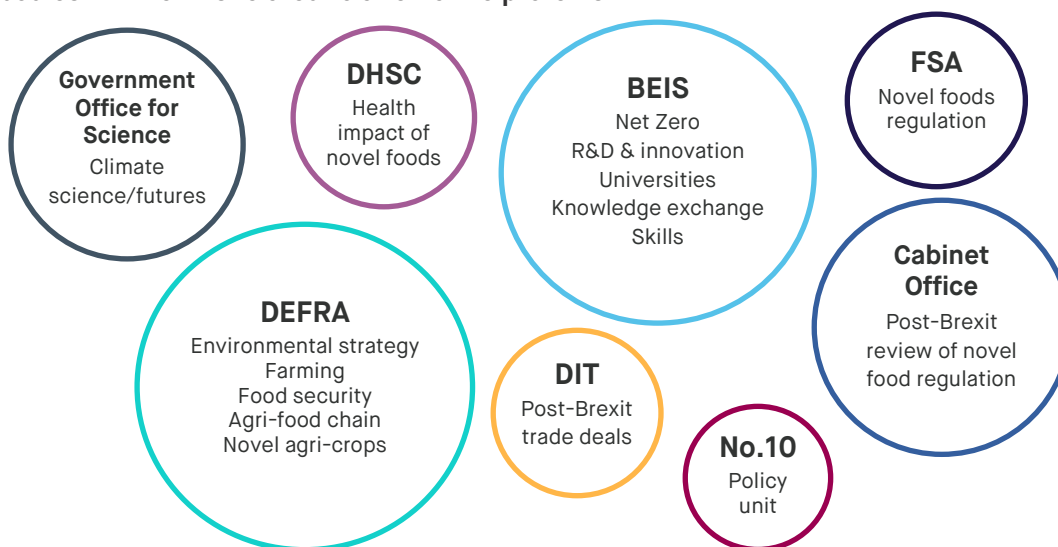 Government
Office for
Science
Climate
science/futures
DHSC
Health
impact of
novel foods
BEIS
Net Zero
R&D & innovation
Universities
Knowledge exchange
Skills
FSA
Novel foods
regulation
DEFRA
Environmental strategy
Farming
Food security
Agri-food chain
Novel agri-crops
DIT
Post-Brexit
trade deals
No.10
Policy
unit
Cabinet
Office
Post-Brexit
review of novel
food regulation